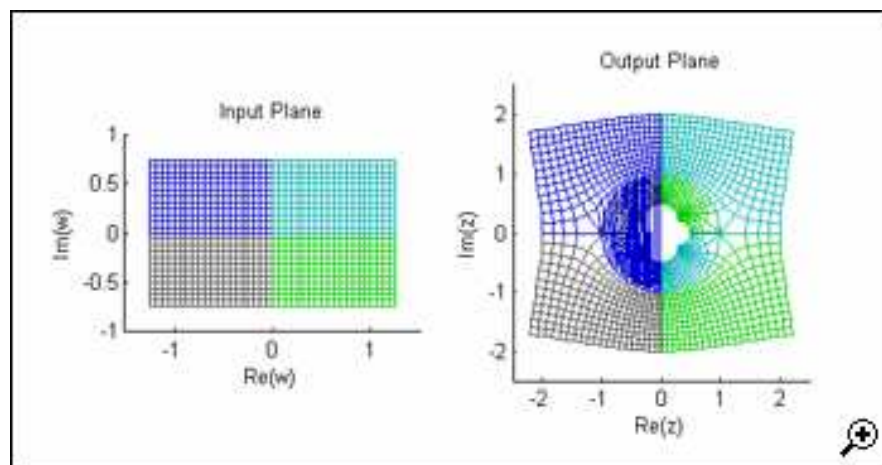 Input Plane
1
0.5
0
-0.5
-1
Im(w)
-1 0 1
Re(w)
Output Plane
2
1
0
-1
-2
Im(z)
-2 -1 0 1 2
Re(z)